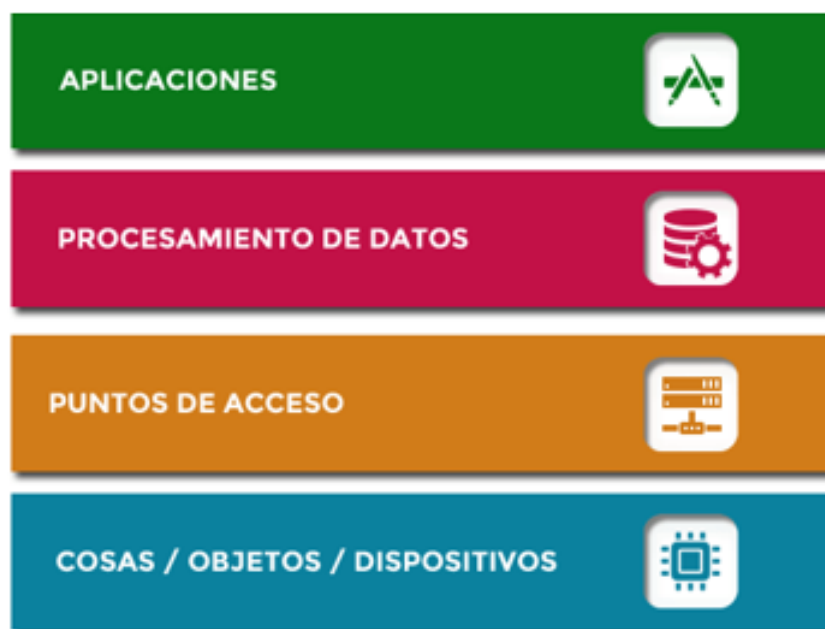 APLICACIONES
PROCESAMIENTO DE DATOS
PUNTOS DE ACCESO
COSAS / OBJETOS / DISPOSITIVOS